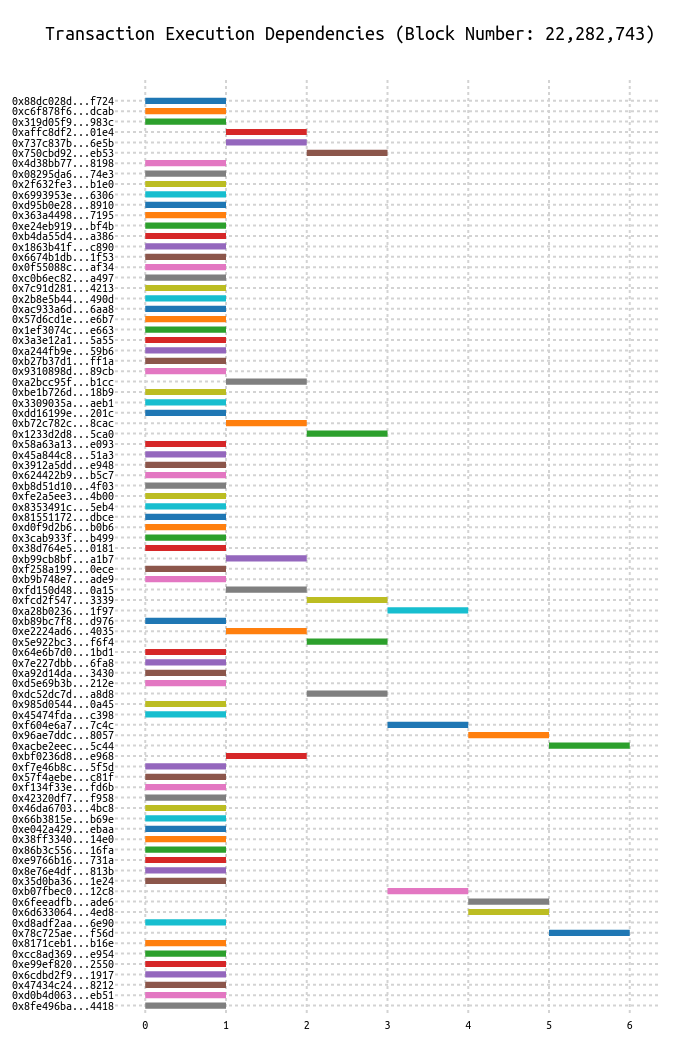 Transaction Execution Dependencies (Block Number: 22,282,743)
0x88dc028d...f724
0xc6f878f6...dcab
0x319d05f9...983c
0xaffc8df2...01e4
0x737c837b...6e5b
0x750cbd92...eb53
0x4d38bb77...8198
0x08295da6...74e3
0x2f632fe3...b1e0
0x6993953e...6306
0xd95b0e28...8910
0x363a4498...7195
0xe24eb919...bf4b
0xb4da55d4...a386
0x1863b41f...c890
0x6674b1db...1f53
0x0f55088c...af34
0xc0b6ec82...a497
0x7c91d281...4213
0x2b8e5b44...490d
0xac933a6d...6aa8
0x57d6cd1e...e6b7
0x1ef3074c...e663
0x3a3e12a1...5a55
0xa244fb9e...59b6
0xb27b37d1...ff1a
0x9310898d...89cb
0xa2bcc95f...b1cc
0xbe1b726d...18b9
0x3309035a...aeb1
0xdd16199e...201c
0xb72c782c...8cac
0x1233d2d8...5ca0
0x58a63a13...e093
0x45a844c8...51a3
0x3912a5dd...e948
0x624422b9...b5c7
0xb8d51d10...4f03
0xfe2a5ee3...4b00
0x8353491c...5eb4
0x81551172...dbce
0xd0f9d2b6...b0b6
0x3cab933f...b499
0x38d764e5...0181
0xb99cb8bf...a1b7
0xf258a199...0ece
0xb9b748e7...ade9
0xfd150d48...0a15
0xfcd2f547...3339
0xa28b0236...1f97
0xb89bc7f8...d976
0xe2224ad6...4035
0x5e922bc3...f6f4
0x64e6b7d0...1bd1
0x7e227dbb...6fa8
0xa92d14da...3430
0xd5e69b3b...212e
0xdc52dc7d...a8d8
0x985d0544...0a45
0x45474fda...c398
0xf604e6a7...7c4c
0x96ae7ddc...8057
0xacbe2eec...5c44
0xbf0236d8...e968
0xf7e46b8c...5f5d
0x57f4aebe...c81f
0xf134f33e...fd6b
0x42320df7...f958
0x46da6703...4bc8
0x66b3815e...b69e
0xe042a429...ebaa
0x38ff3340...14e0
0x86b3c556...16fa
0xe9766b16...731a
0x8e76e4df...813b
0x35d0ba36...1e24
0xb07fbec0...12c8
0x6feeadfb...ade6
0x6d633064...4ed8
0xd8adf2aa...6e90
0x78c725ae...f56d
0x8171ceb1...b16e
0xcc8ad369...e954
0xe99ef820...2550
0x6cdbd2f9...1917
0x47434c24...8212
0xd0b4d063...eb51
0x8fe496ba...4418
0 1 2 3 4 5 6